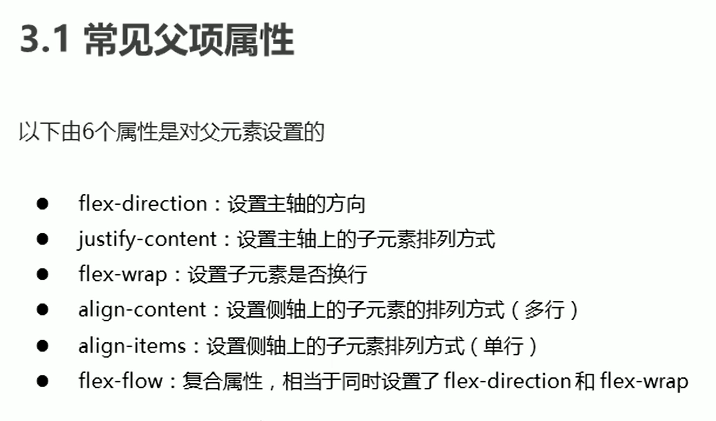 3.1 常见父项属性
以下由6个属性是对父元素设置的
● flex-direction：设置主轴的方向
● justify-content：设置主轴上的子元素排列方式
● flex-wrap：设置子元素是否换行
● align-content：设置侧轴上的子元素的排列方式（多行）
● align-items：设置侧轴上的子元素排列方式（单行）
● flex-flow：复合属性，相当于同时设置了 flex-direction 和 flex-wrap